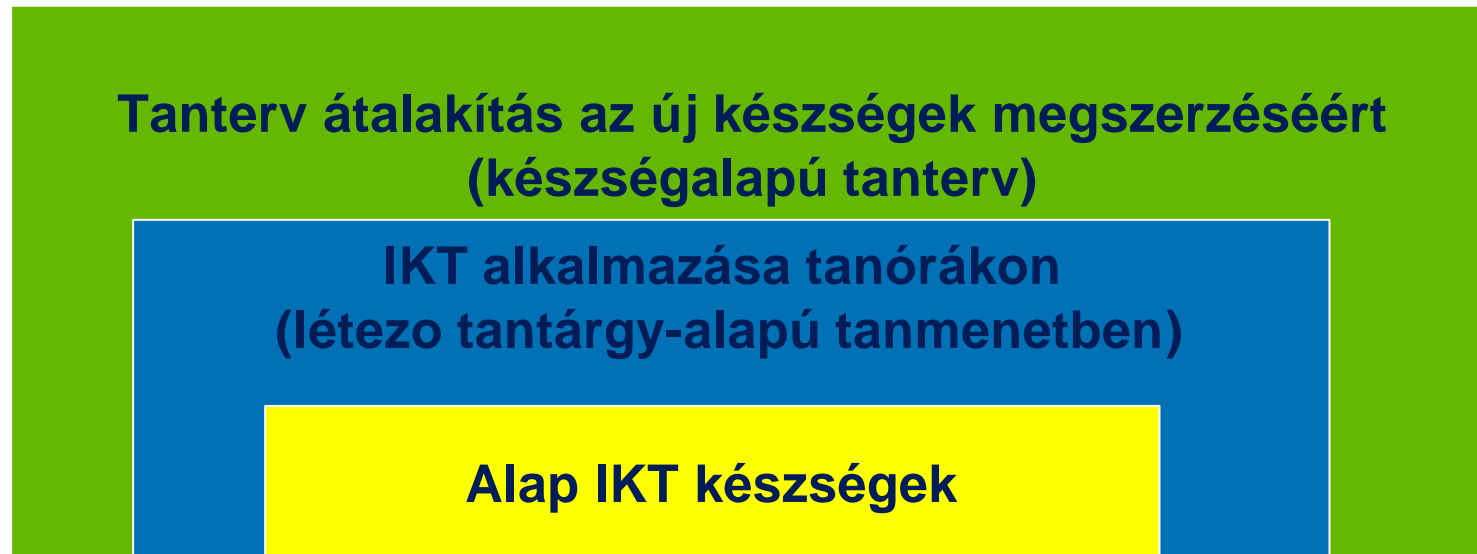 Tanterv átalakítás az új készségek megszerzéséért
(készségalapú tanterv)
IKT alkalmazása tanórákon
(létezo tantárgy-alapú tanmenetben)
Alap IKT készségek